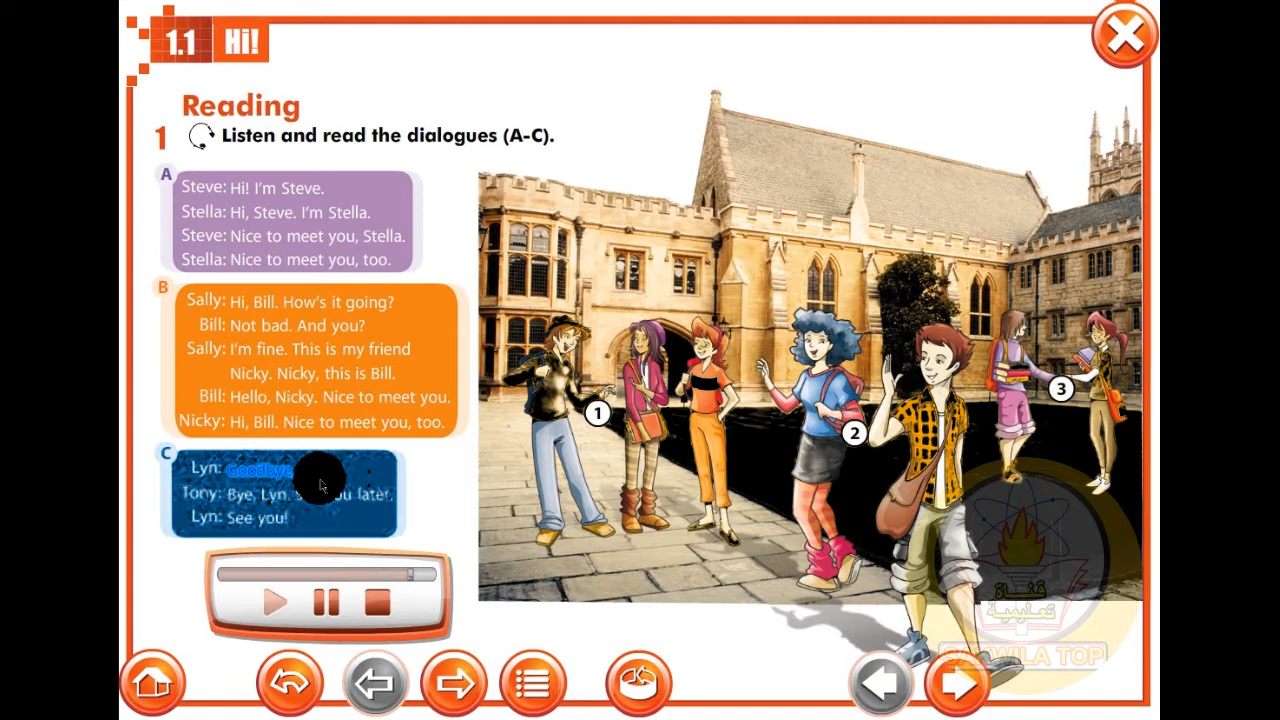 1.1 Hi!
Reading
1 Listen and read the dialogues (A-C).
A
Steve: Hi! I'm Steve.
Stella: Hi, Steve. I'm Stella.
Steve: Nice to meet you, Stella.
Stella: Nice to meet you, too.
B
Sally: Hi, Bill. How's it going?
Bill: Not bad. And you?
Sally: I'm fine. This is my friend
Nicky. Nicky, this is Bill.
Bill: Hello, Nicky. Nice to meet you.
Nicky: Hi, Bill. Nice to meet you, too.
C
Lyn: Goodbye
Tony: Bye, Lyn. later.
Lyn: See you!
1
2
3
قناة
تعليمية
TOP